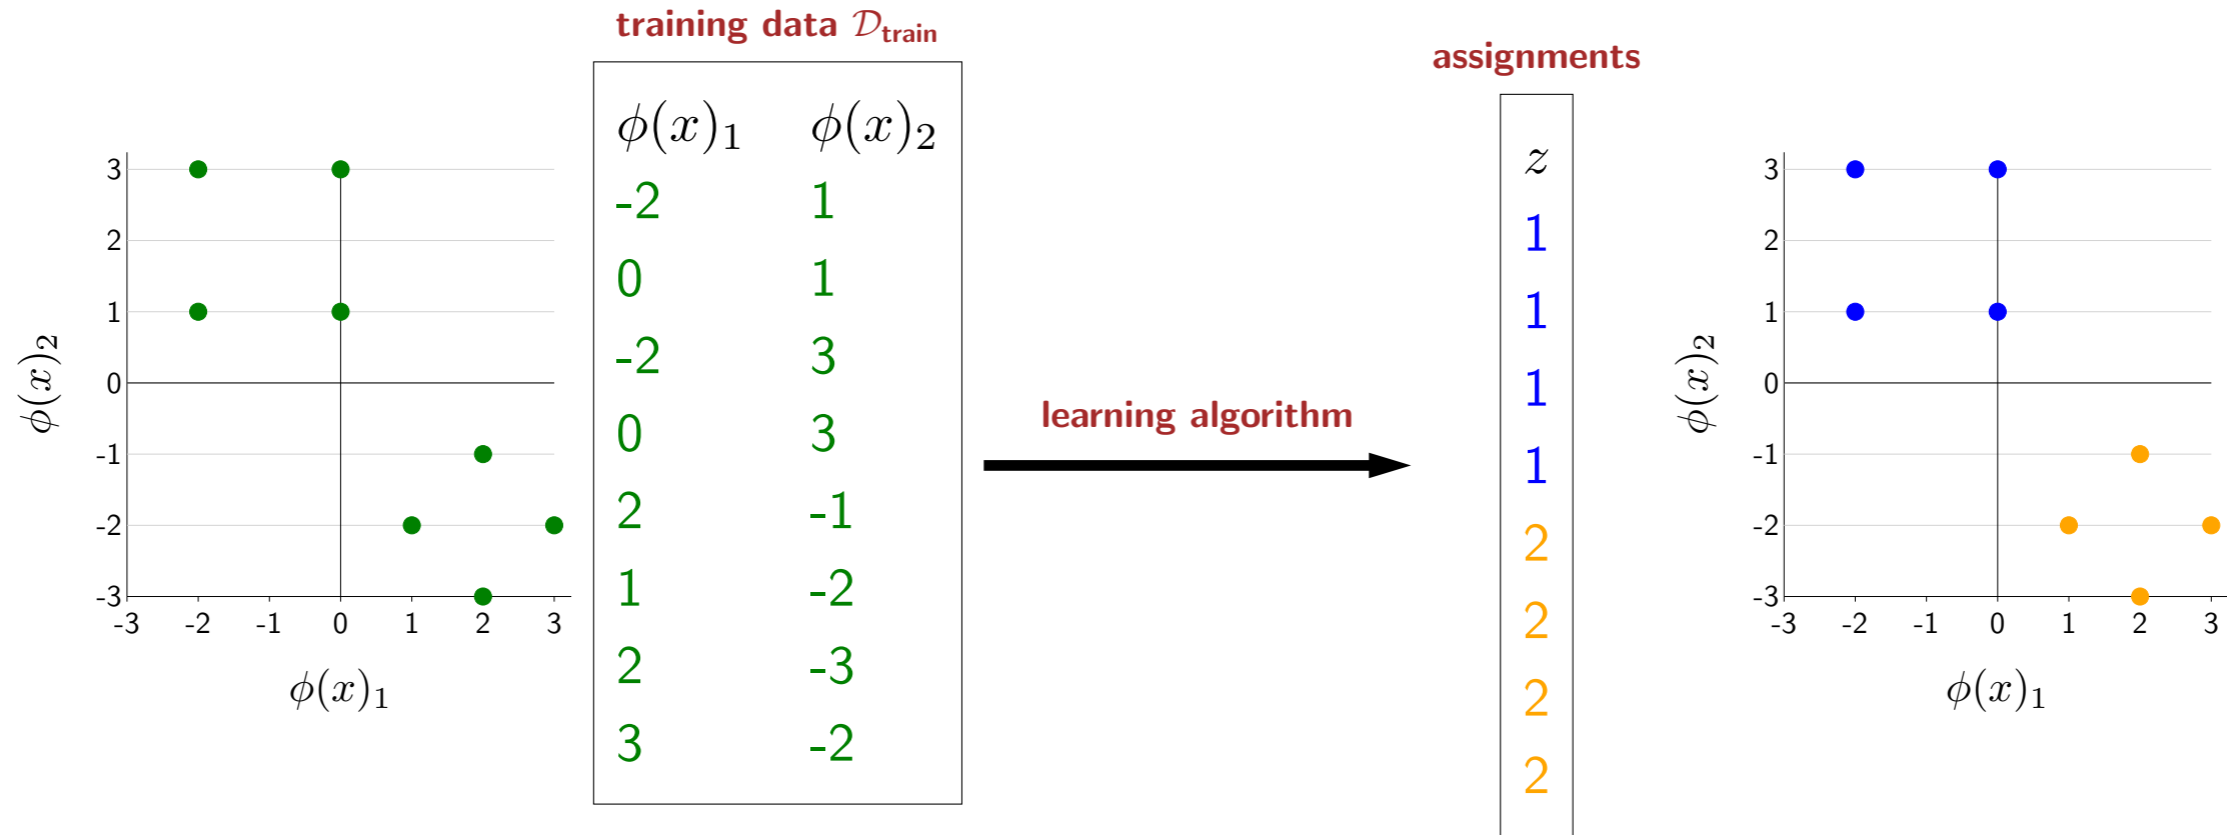 training data 𝒟train
assignments
ϕ(x)1 ϕ(x)2
-2 1
0 1
-2 3
0 3
2 -1
1 -2
2 -3
3 -2
learning algorithm
z
1
1
1
1
2
2
2
2
3
2
1
0
-1
-2
-3
-3 -2 -1 0 1 2 3
ϕ(x)2
ϕ(x)1
3
2
1
0
-1
-2
-3
-3 -2 -1 0 1 2 3
ϕ(x)2
ϕ(x)1